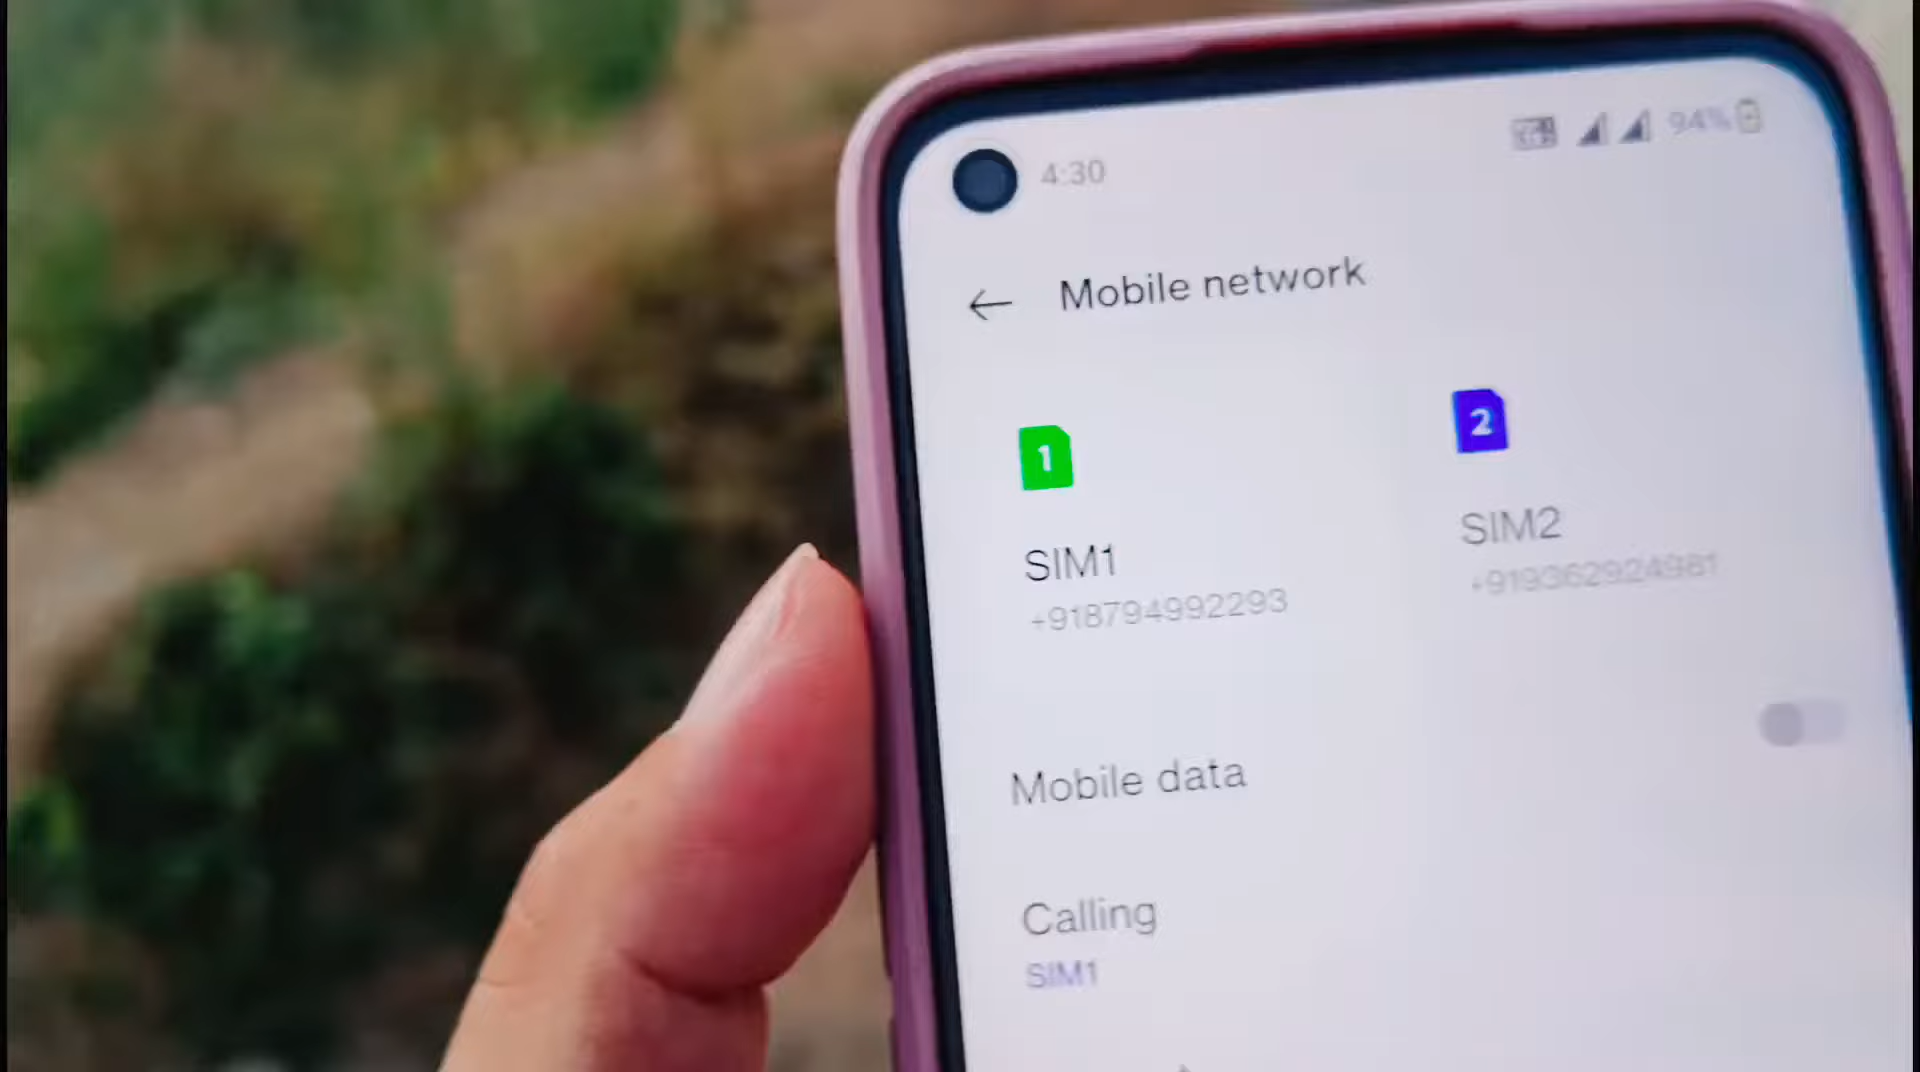 4:30
94%
← Mobile network
1
2
SIM1
+918794992293
SIM2
+919362924981
Mobile data
Calling
SIM1